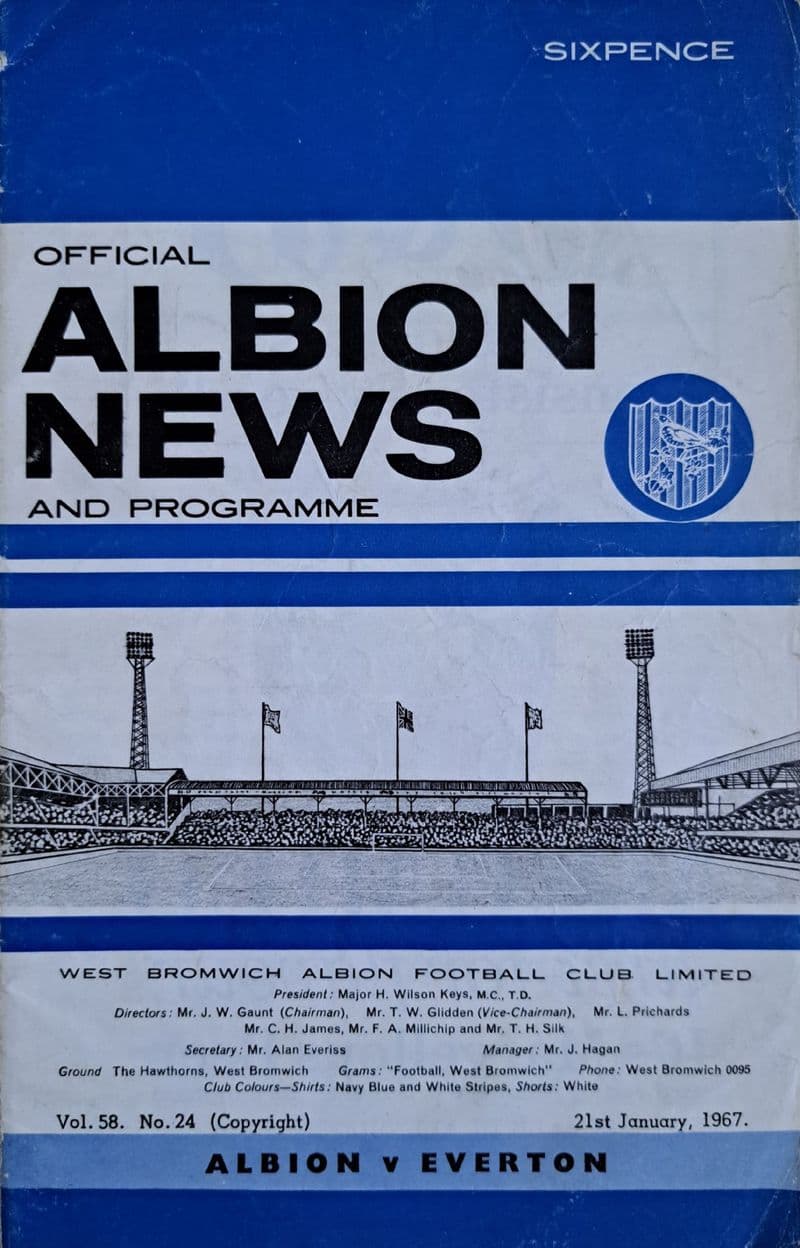 SIXPENCE
OFFICIAL
ALBION
NEWS
AND PROGRAMME
WEST BROMWICH ALBION FOOTBALL CLUB LIMITED
President: Major H. Wilson Keys, M.C., T.D.
Directors: Mr. J. W. Gaunt (Chairman), Mr. T. W. Glidden (Vice-Chairman), Mr. L. Prichards
Mr. C. H. James, Mr. F. A. Millichip and Mr. T. H. Silk
Secretary: Mr. Alan Everiss Manager: Mr. J. Hagan
Ground The Hawthorns, West Bromwich Grams: "Football, West Bromwich" Phone: West Bromwich 0095
Club Colours—Shirts: Navy Blue and White Stripes, Shorts: White
Vol. 58. No. 24 (Copyright) 21st January, 1967.
ALBION v EVERTON